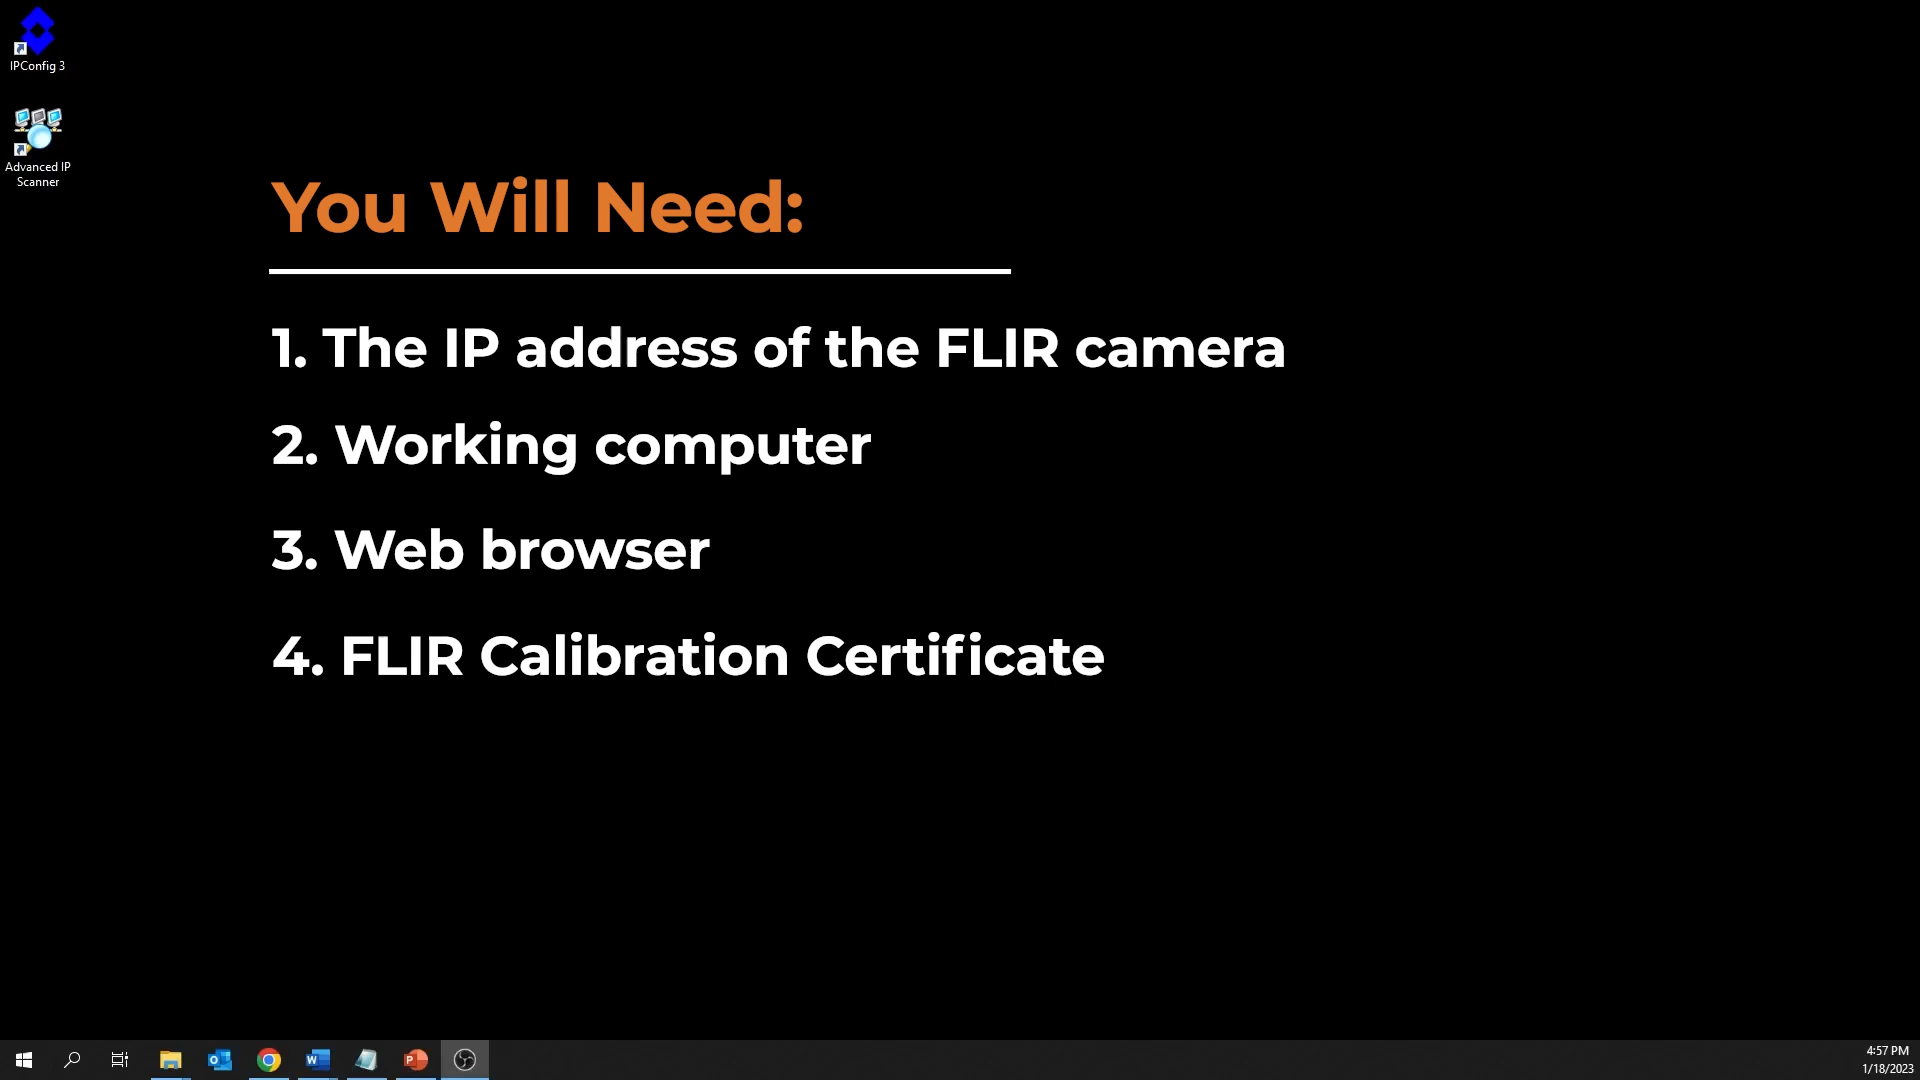 IPConfig 3
Advanced IP
Scanner
You Will Need:
1. The IP address of the FLIR camera
2. Working computer
3. Web browser
4. FLIR Calibration Certificate
4:57 PM
1/18/2023